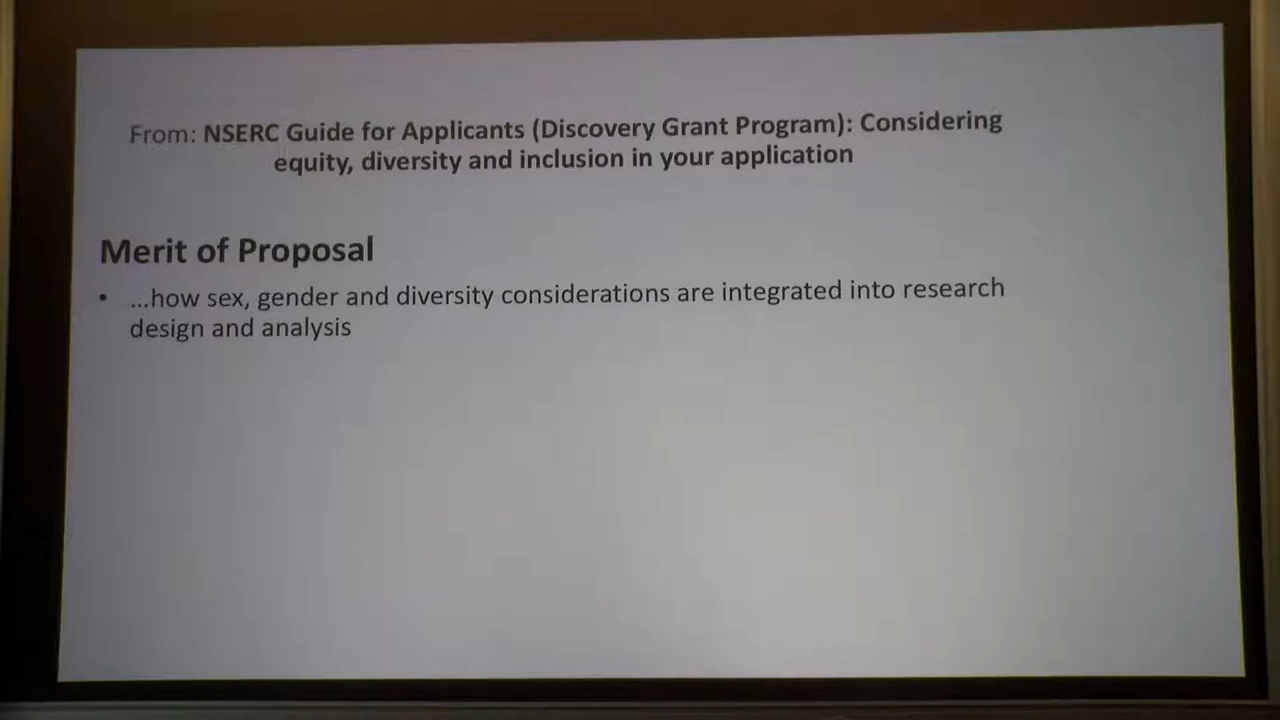 From: NSERC Guide for Applicants (Discovery Grant Program): Considering
equity, diversity and inclusion in your application
Merit of Proposal
• ...how sex, gender and diversity considerations are integrated into research
design and analysis